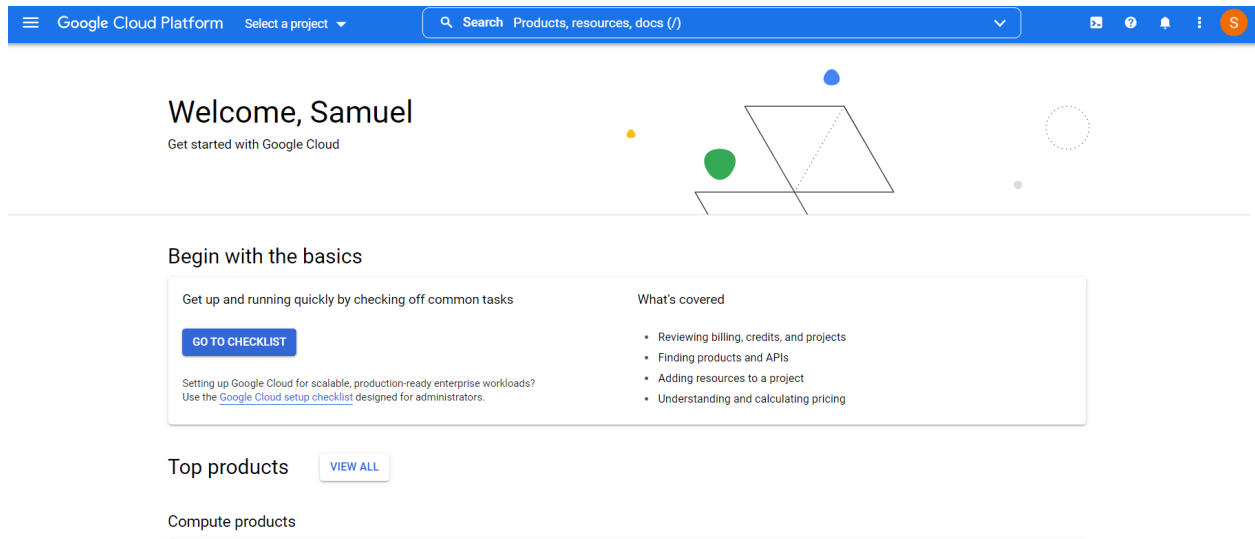 Google Cloud Platform Select a project Search Products, resources, docs (/) S
Welcome, Samuel
Get started with Google Cloud
Begin with the basics
Get up and running quickly by checking off common tasks
GO TO CHECKLIST
Setting up Google Cloud for scalable, production-ready enterprise workloads?
Use the Google Cloud setup checklist designed for administrators.
What's covered
• Reviewing billing, credits, and projects
• Finding products and APIs
• Adding resources to a project
• Understanding and calculating pricing
Top products VIEW ALL
Compute products